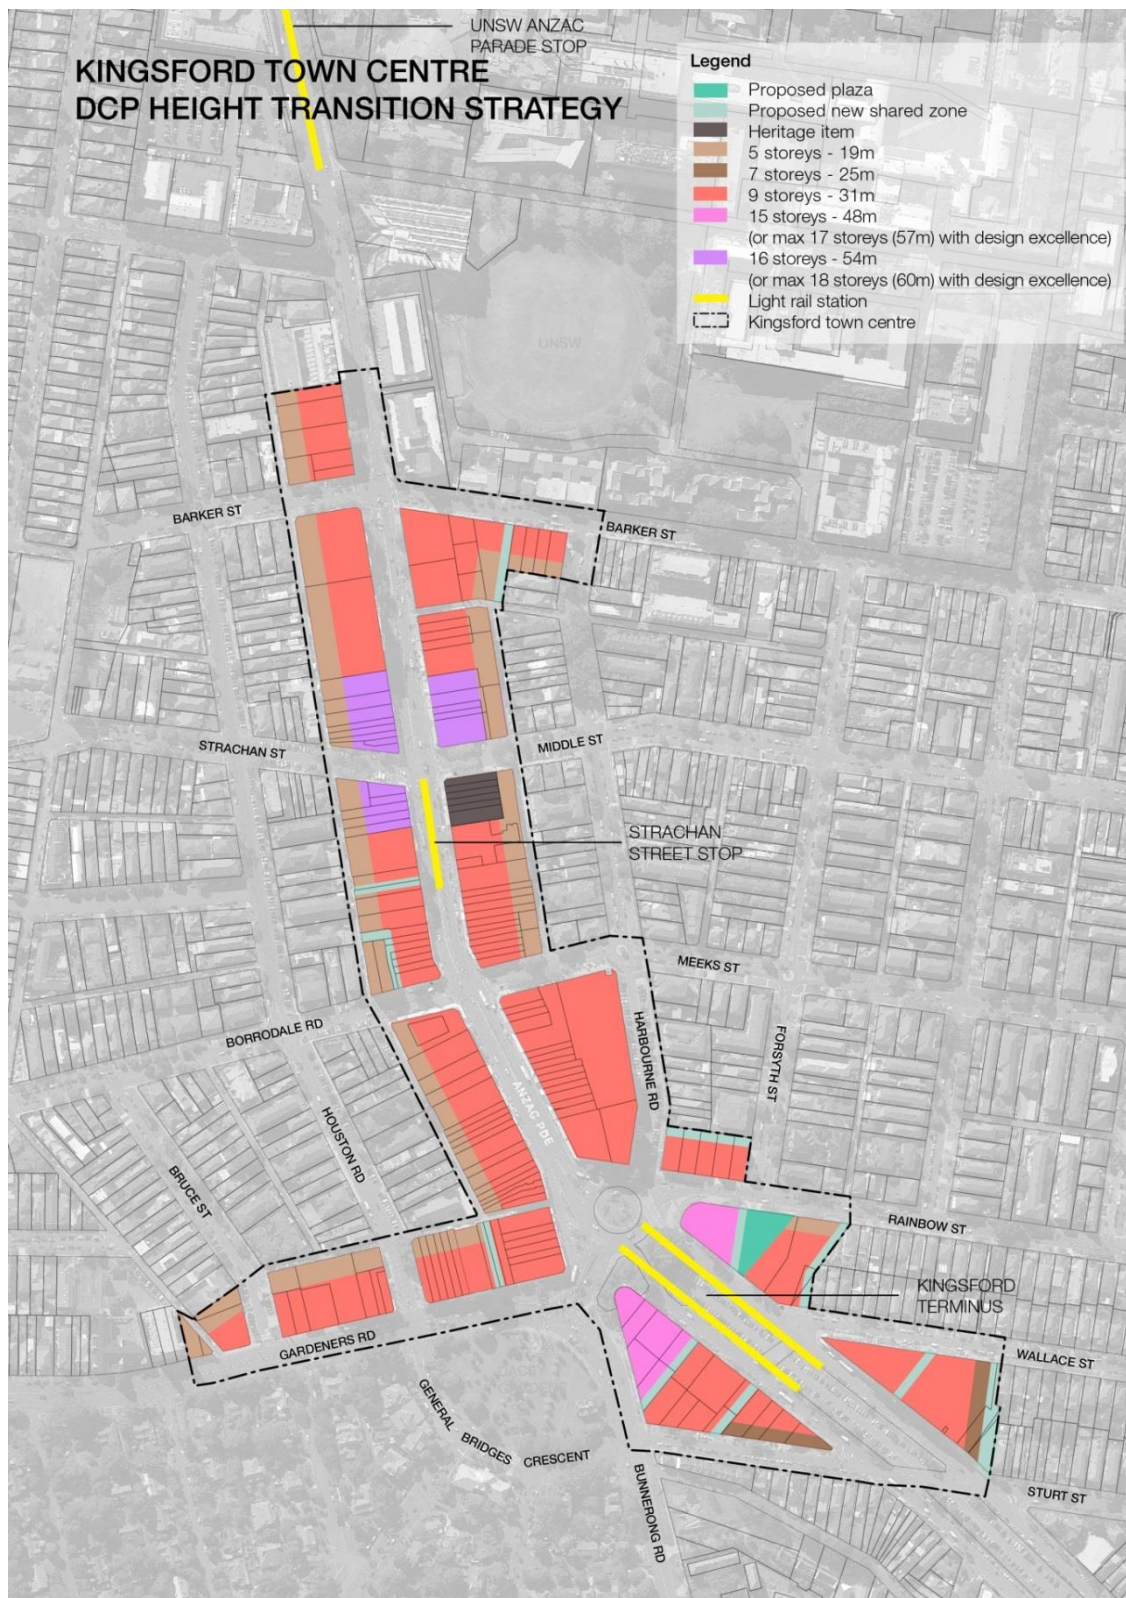 UNSW ANZAC
PARADE STOP
KINGSFORD TOWN CENTRE
DCP HEIGHT TRANSITION STRATEGY
Legend
Proposed plaza
Proposed new shared zone
Heritage item
5 storeys - 19m
7 storeys - 25m
9 storeys - 31m
15 storeys - 48m
(or max 17 storeys (57m) with design excellence)
16 storeys - 54m
(or max 18 storeys (60m) with design excellence)
Light rail station
Kingsford town centre
UNSW
BARKER ST
BARKER ST
STRACHAN ST
MIDDLE ST
STRACHAN
STREET STOP
MEEKS ST
BORRODALE RD
HARBOURNE RD
FORSYTH ST
ANZAC PDE
HOUSTON RD
BRUCE ST
RAINBOW ST
KINGSFORD
TERMINUS
GARDENERS RD
WALLACE ST
GENERAL BRIDGES CRESCENT
BUNNERONG RD
STURT ST